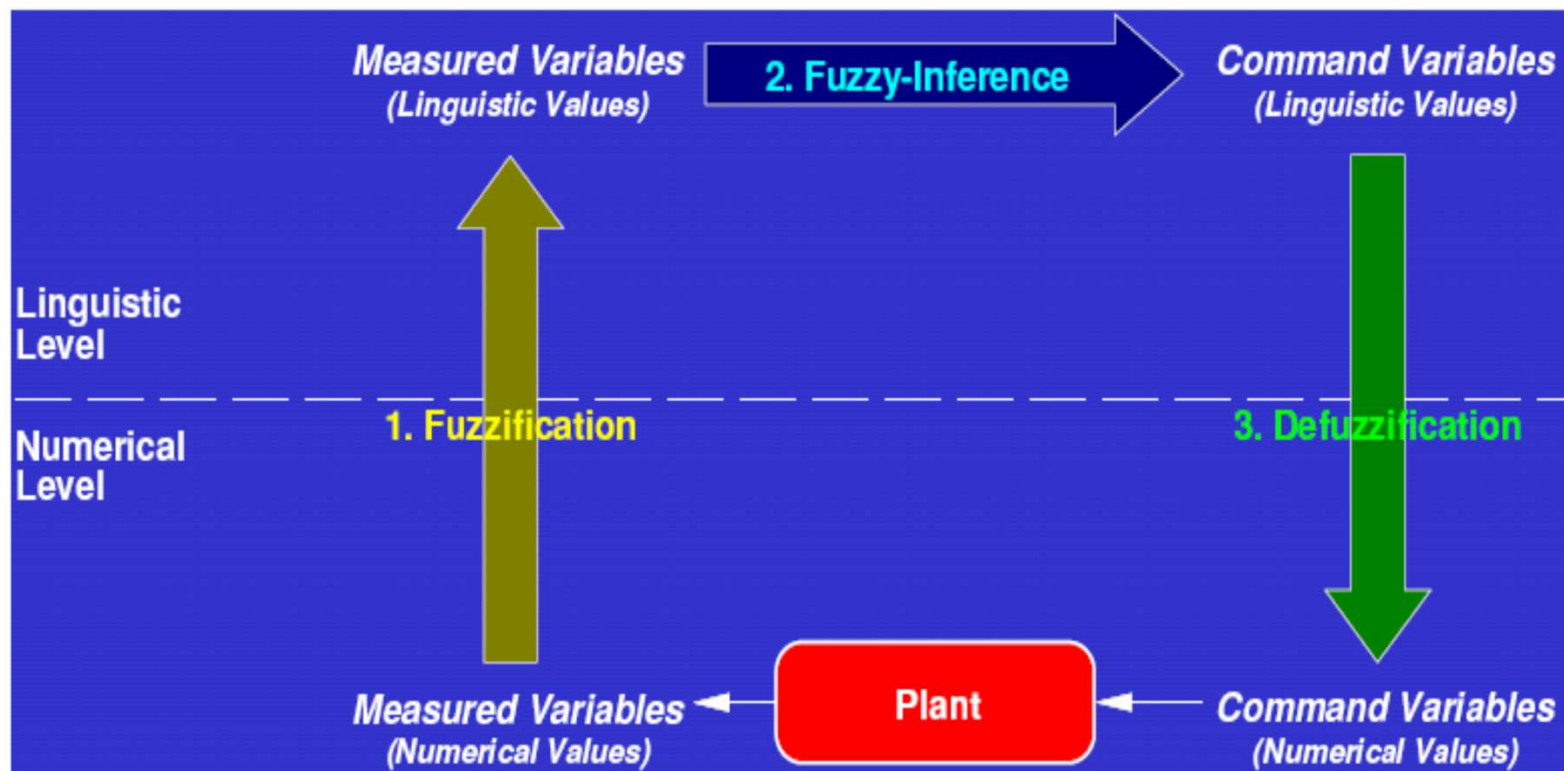 Measured Variables
(Linguistic Values)
2. Fuzzy-Inference
Command Variables
(Linguistic Values)
Linguistic
Level
1. Fuzzification
3. Defuzzification
Numerical
Level
Measured Variables
(Numerical Values)
Plant
Command Variables
(Numerical Values)